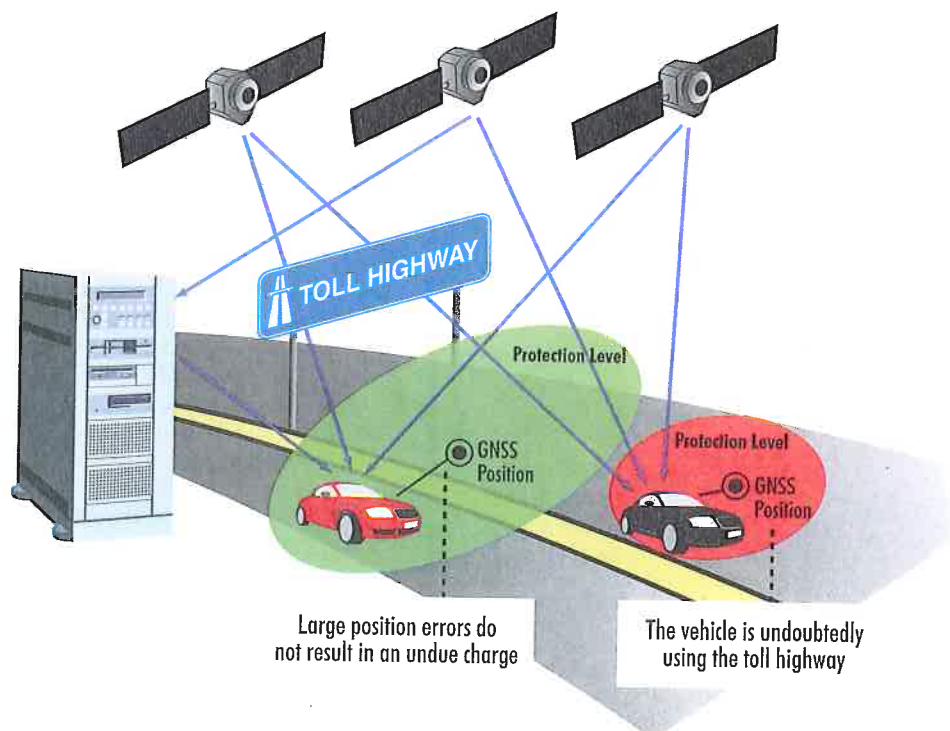 TOLL HIGHWAY
Protection Level
GNSS
Position
Protection Level
GNSS
Position
Large position errors do
not result in an undue charge
The vehicle is undoubtedly
using the toll highway